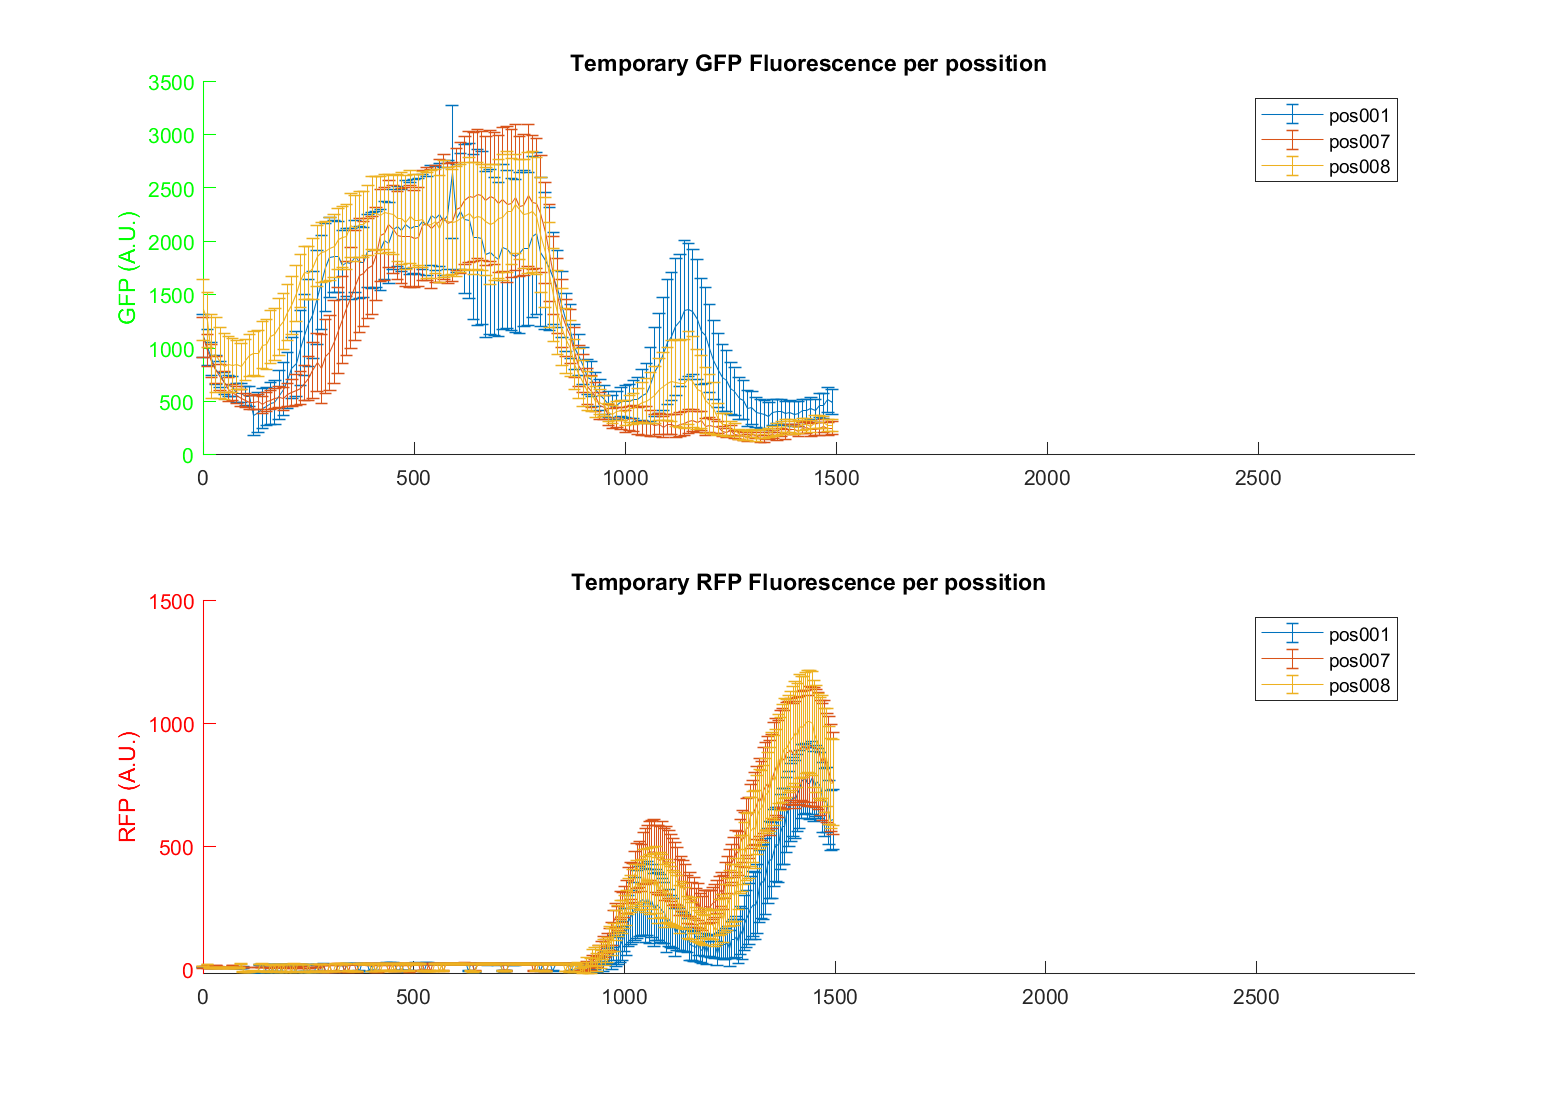 Temporary GFP Fluorescence per possition
3500
3000
2500
2000
1500
1000
500
0
GFP (A.U.)
0 500 1000 1500 2000 2500
pos001
pos007
pos008
Temporary RFP Fluorescence per possition
1500
1000
500
0
RFP (A.U.)
0 500 1000 1500 2000 2500
pos001
pos007
pos008